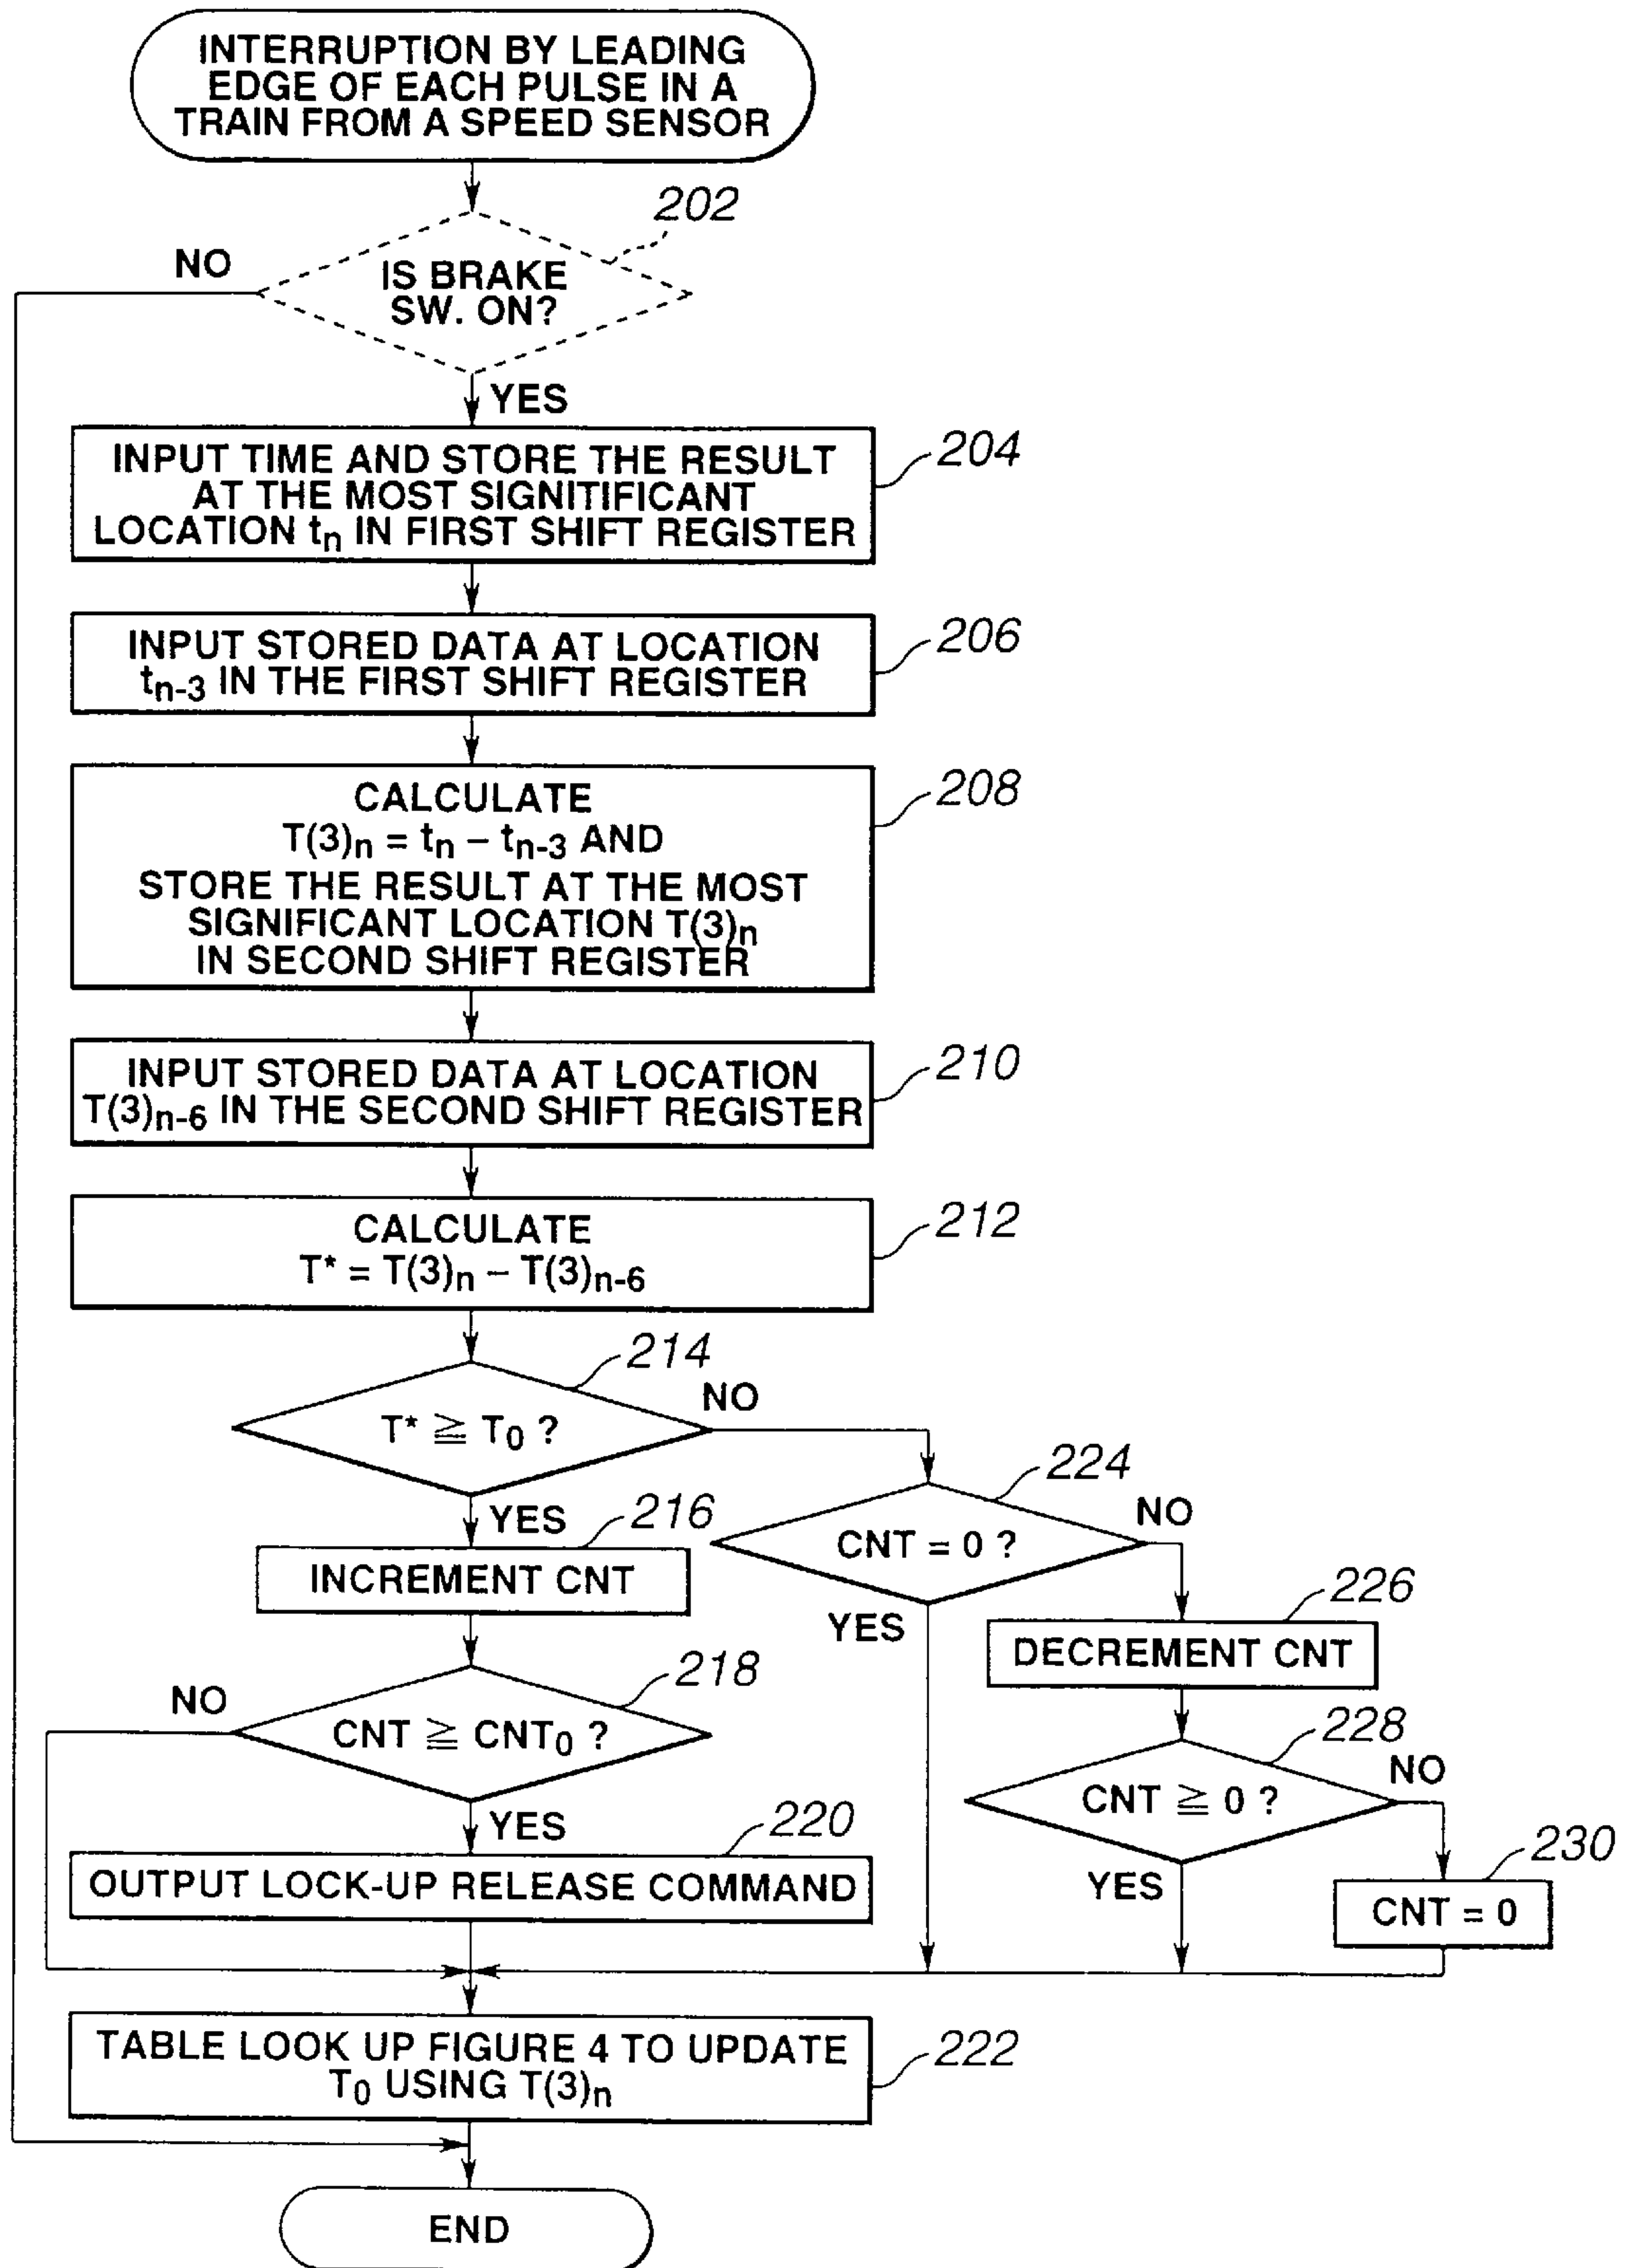 INTERRUPTION BY LEADING
EDGE OF EACH PULSE IN A
TRAIN FROM A SPEED SENSOR
202
NO
IS BRAKE
SW. ON?
YES
INPUT TIME AND STORE THE RESULT
AT THE MOST SIGNITIFICANT
LOCATION tn IN FIRST SHIFT REGISTER
204
INPUT STORED DATA AT LOCATION
tn-3 IN THE FIRST SHIFT REGISTER
206
CALCULATE
T(3)n = tn – tn-3 AND
STORE THE RESULT AT THE MOST
SIGNIFICANT LOCATION T(3)n
IN SECOND SHIFT REGISTER
208
INPUT STORED DATA AT LOCATION
T(3)n-6 IN THE SECOND SHIFT REGISTER
210
CALCULATE
T* = T(3)n – T(3)n-6
212
214
T* ≧ T0 ?
NO
YES
216
INCREMENT CNT
224
CNT = 0 ?
NO
YES
226
DECREMENT CNT
218
NO
CNT ≧ CNT0 ?
YES
228
CNT ≧ 0 ?
NO
YES
220
OUTPUT LOCK-UP RELEASE COMMAND
230
CNT = 0
TABLE LOOK UP FIGURE 4 TO UPDATE
T0 USING T(3)n
222
END